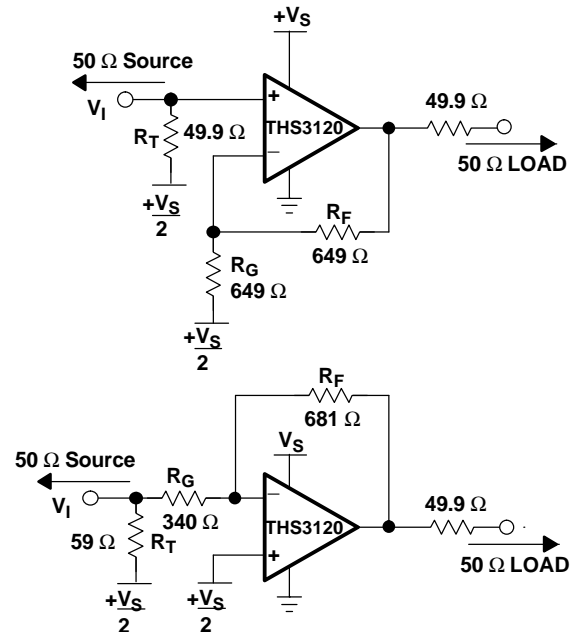 +VS
50 Ω Source
VI
+
THS3120
−
49.9 Ω
RT
49.9 Ω
50 Ω LOAD
+VS
2
RF
649 Ω
RG
649 Ω
+VS
2
RF
681 Ω
VS
50 Ω Source
RG
VI
340 Ω
−
THS3120
+
49.9 Ω
59 Ω
RT
50 Ω LOAD
+VS
2
+VS
2